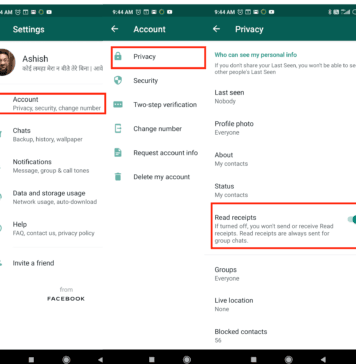 9:44 AM
Settings
Ashish
Account
Privacy, security, change number
Chats
Backup, history, wallpaper
Notifications
Message, group & call tones
Data and storage usage
Network usage, auto-download
Help
FAQ, contact us, privacy policy
Invite a friend
from
FACEBOOK
9:44 AM
Account
Privacy
Security
Two-step verification
Change number
Request account info
Delete my account
9:44 AM
Privacy
Who can see my personal info
If you don't share your Last Seen, you won't be able to se
other people's Last Seen
Last seen
Nobody
Profile photo
Everyone
About
My contacts
Status
My contacts
Read receipts
If turned off, you won't send or receive Read
receipts. Read receipts are always sent for
group chats.
Groups
Everyone
Live location
None
Blocked contacts
56